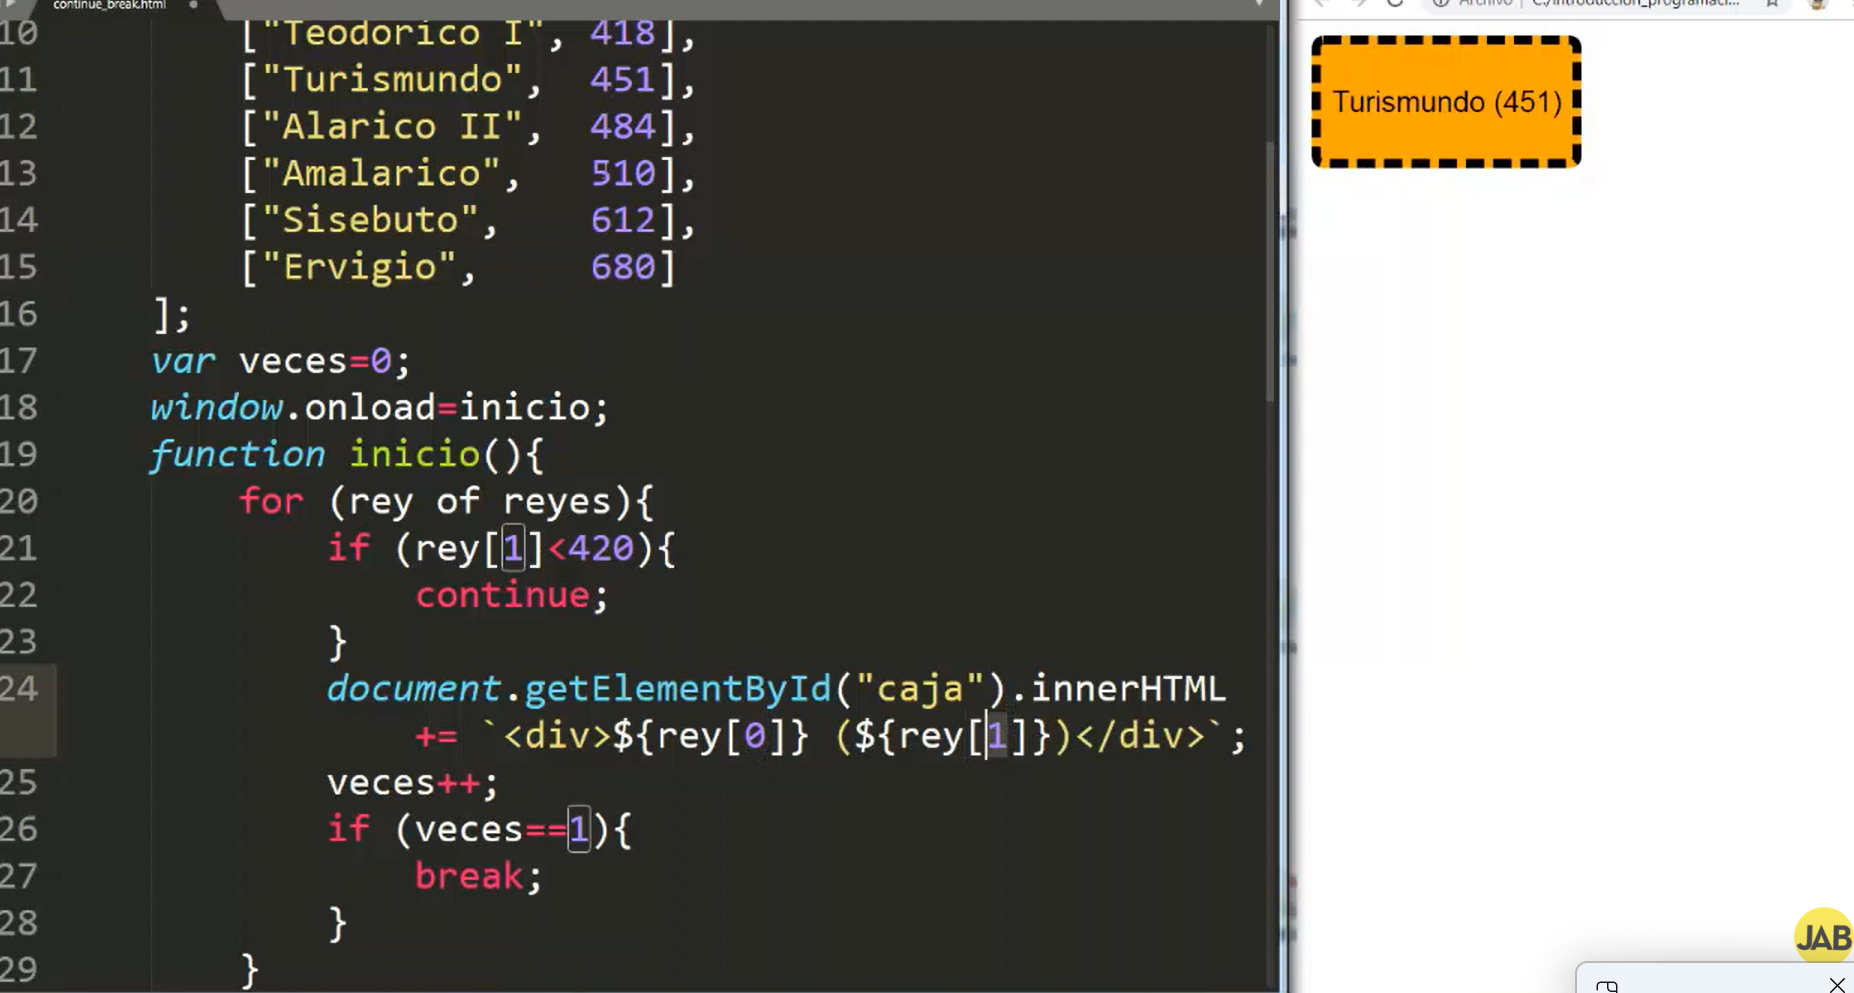 continue_break.html
Archivo
10 ["Teodorico I", 418],
11 ["Turismundo", 451],
12 ["Alarico II", 484],
13 ["Amalarico", 510],
14 ["Sisebuto", 612],
15 ["Ervigio", 680]
16 ];
17 var veces=0;
18 window.onload=inicio;
19 function inicio(){
20 for (rey of reyes){
21 if (rey[1]<420){
22 continue;
23 }
24 document.getElementById("caja").innerHTML
+= `<div>${rey[0]} (${rey[1]})</div>`;
25 veces++;
26 if (veces==1){
27 break;
28 }
29 }
Turismundo (451)
JAB